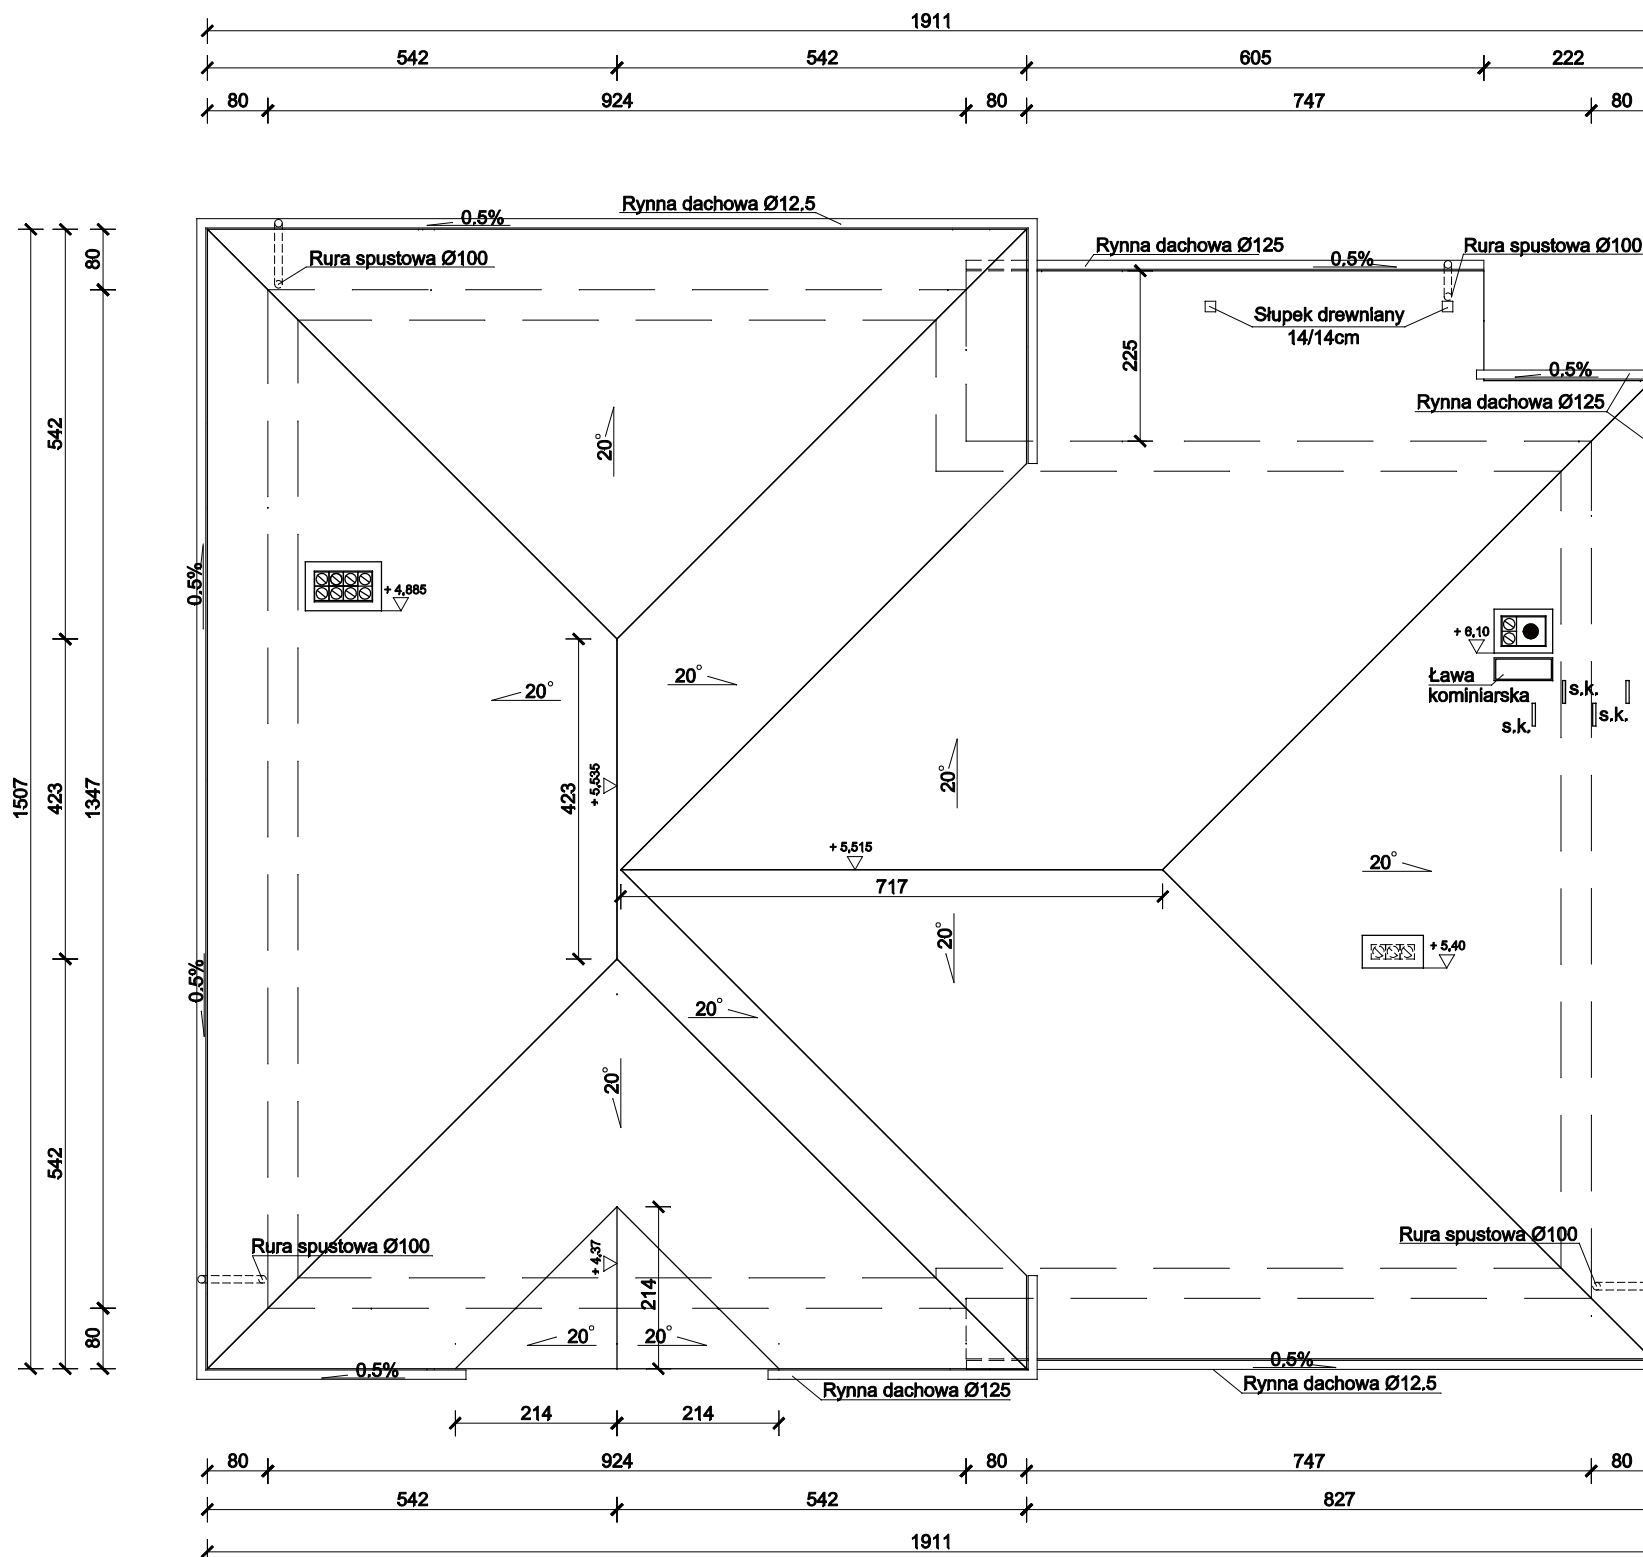 1911
542 542 605 222
80 924 80 747 80
Rynna dachowa Ø12,5
0,5%
Rura spustowa Ø100
Rynna dachowa Ø125
0,5%
Rura spustowa Ø100
Słupek drewniany
14/14cm
225
0,5%
Rynna dachowa Ø125
80
542
20°
0,5%
+ 4,885
+ 6,10
Ława
kominiarska
s.k.
s.k.
s.k.
20°
20°
1507
423
1347
423
+ 5,535
20°
+ 5,515
717
20°
20°
+ 5,40
0,5%
20°
20°
542
Rura spustowa Ø100
+ 4,37
214
Rura spustowa Ø100
80
20°
20°
0,5%
0,5%
Rynna dachowa Ø125
Rynna dachowa Ø12,5
214 214
80 924 80 747 80
542 542 827
1911